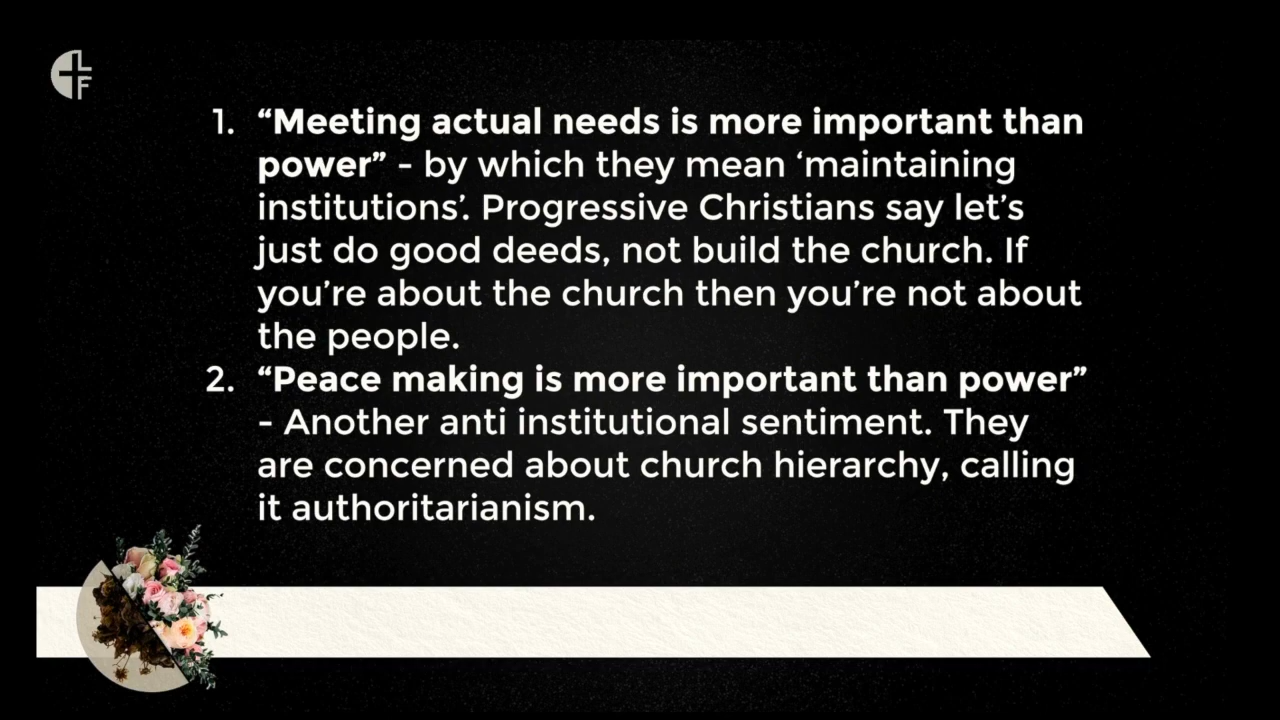 LF
1. “Meeting actual needs is more important than
power” - by which they mean ‘maintaining
institutions’. Progressive Christians say let’s
just do good deeds, not build the church. If
you’re about the church then you’re not about
the people.
2. “Peace making is more important than power”
- Another anti institutional sentiment. They
are concerned about church hierarchy, calling
it authoritarianism.